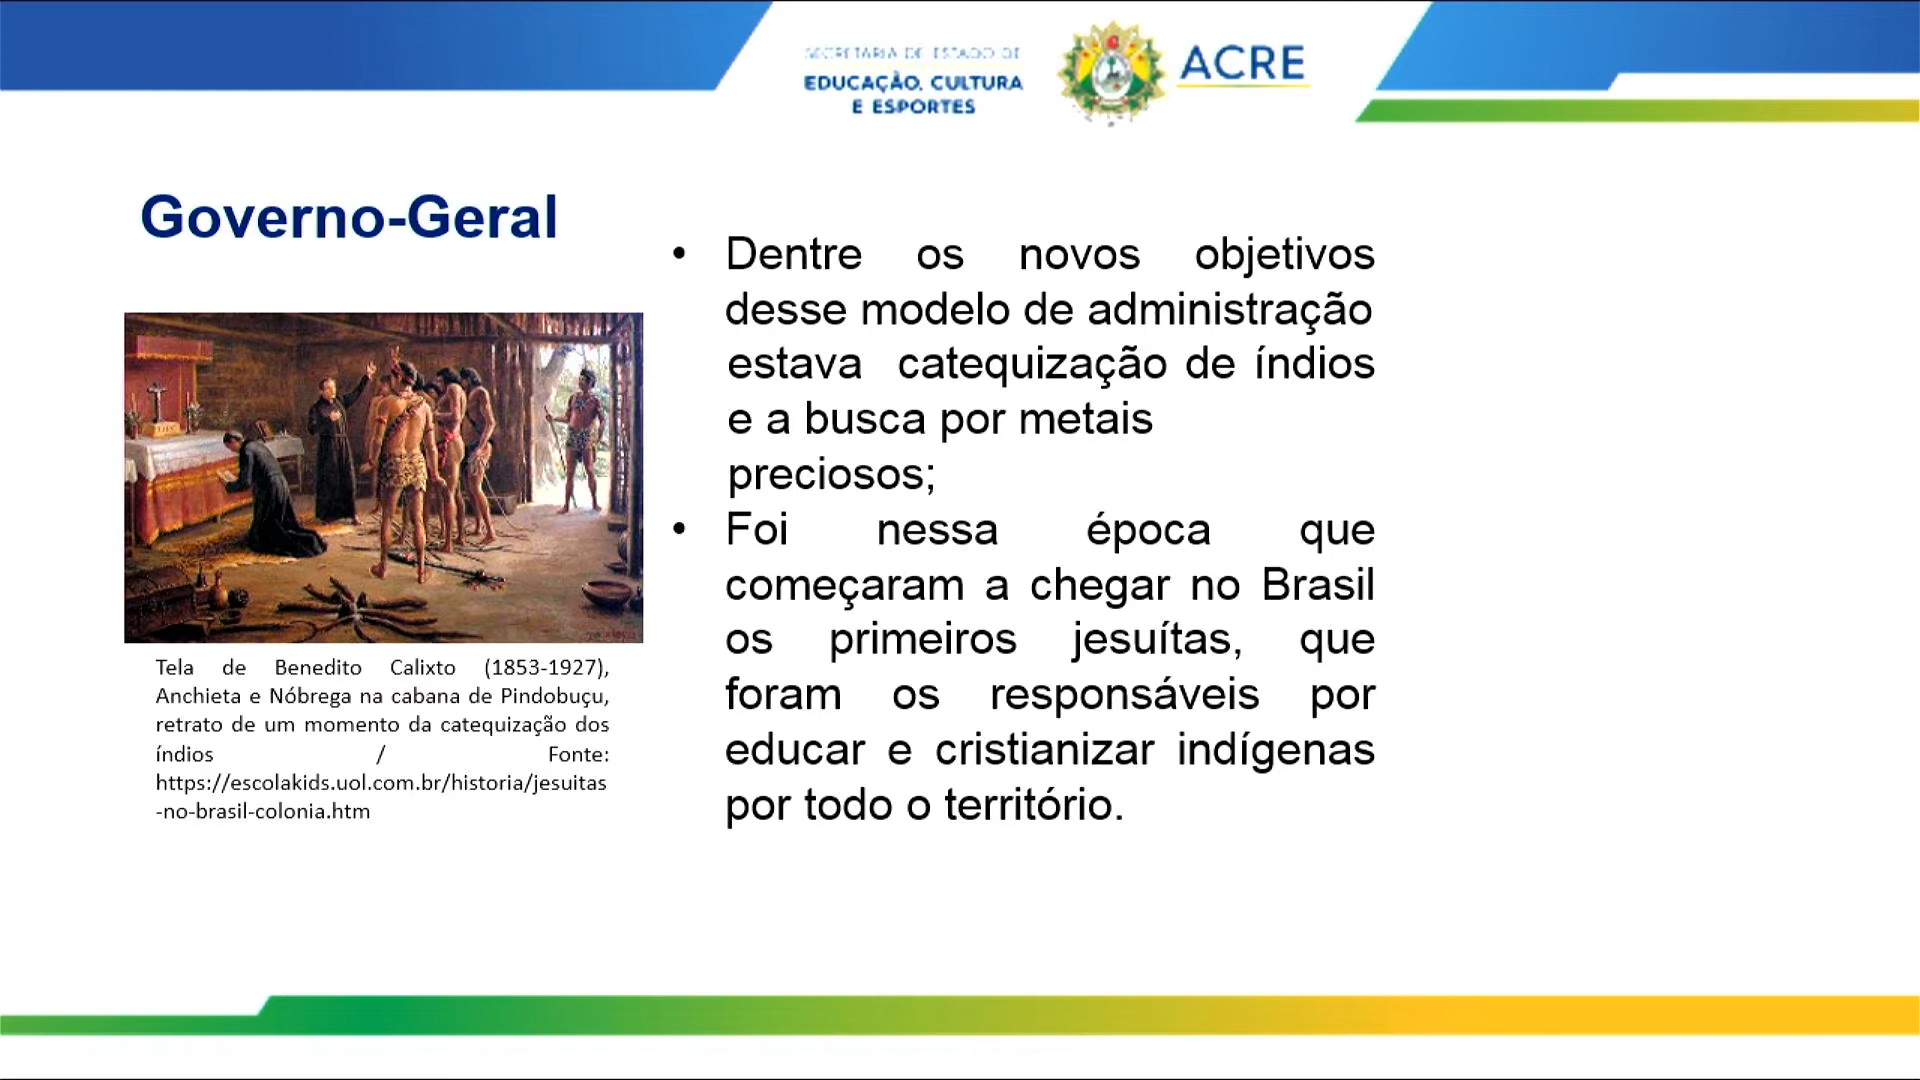 SECRETARIA DE ESTADO DE
EDUCAÇÃO, CULTURA
E ESPORTES
ACRE
Governo-Geral
• Dentre os novos objetivos
desse modelo de administração
estava catequização de índios
e a busca por metais
preciosos;
• Foi nessa época que
começaram a chegar no Brasil
os primeiros jesuítas, que
foram os responsáveis por
educar e cristianizar indígenas
por todo o território.
Tela de Benedito Calixto (1853-1927),
Anchieta e Nóbrega na cabana de Pindobuçu,
retrato de um momento da catequização dos
índios / Fonte:
https://escolakids.uol.com.br/historia/jesuitas
-no-brasil-colonia.htm